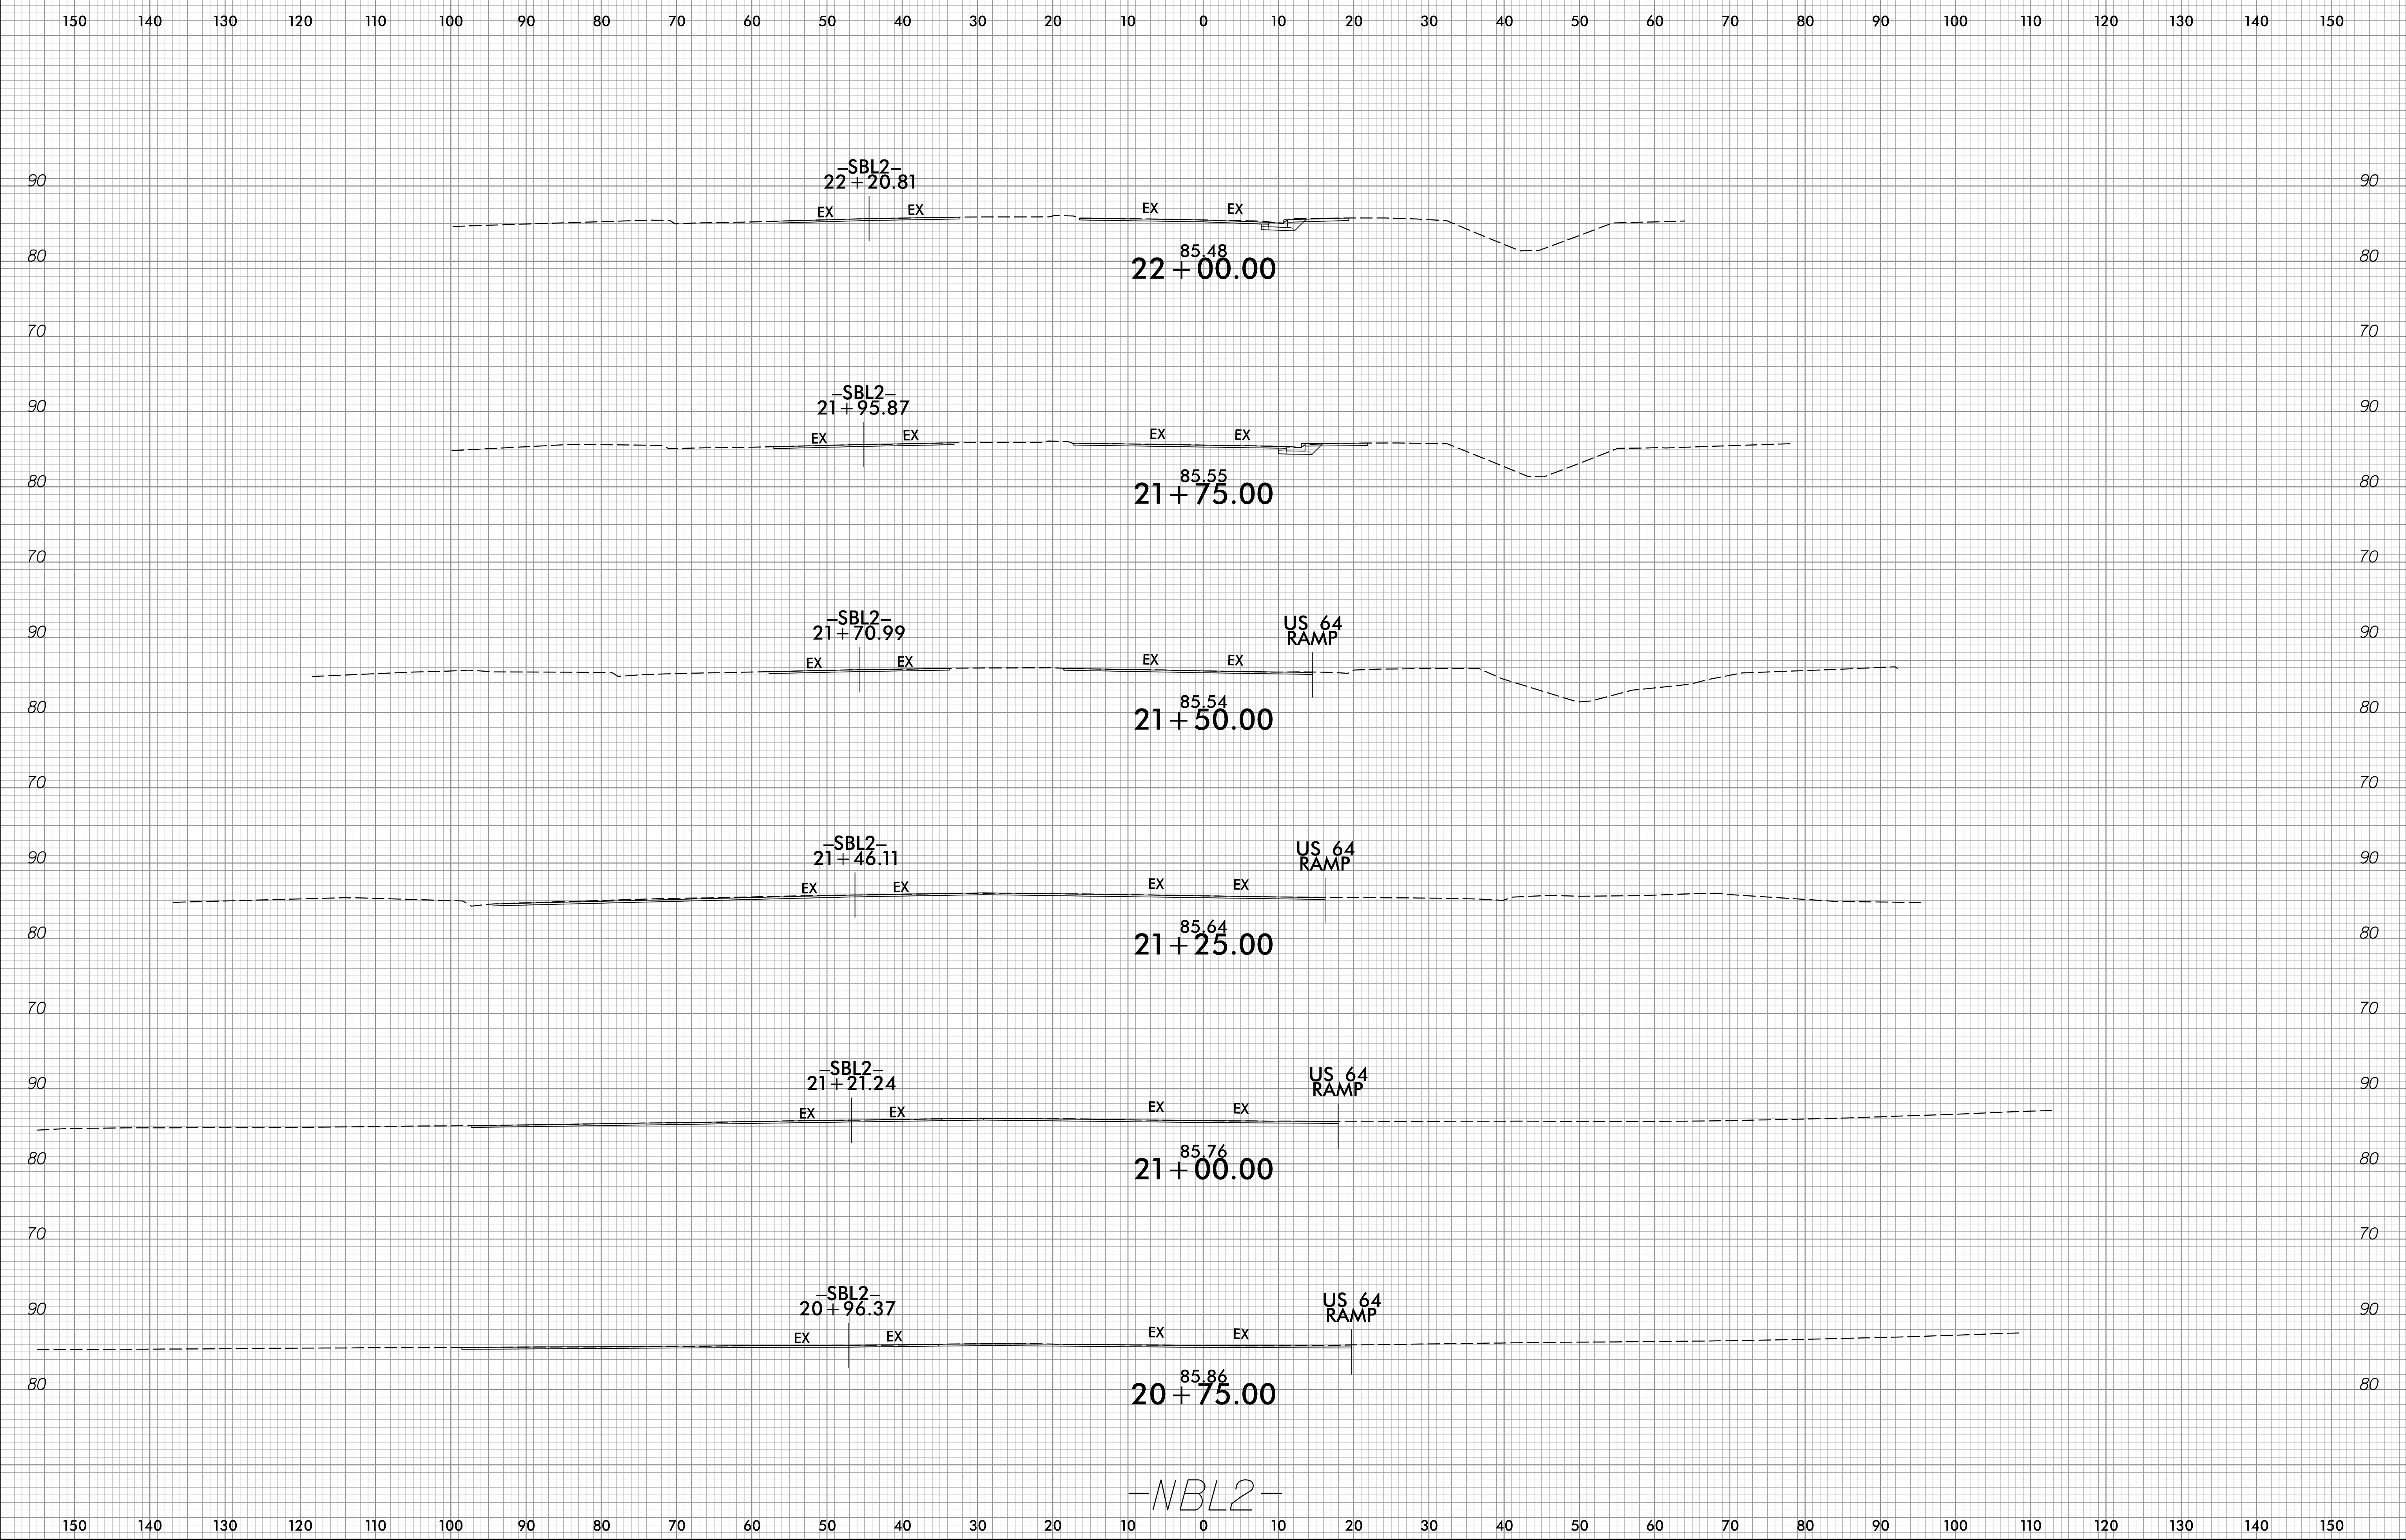 150 140 130 120 110 100 90 80 70 60 50 40 30 20 10 0 10 20 30 40 50 60 70 80 90 100 110 120 130 140 150
–SBL2–
90 22+20.81 90
EX EX EX EX
85.48
80 22+00.00 80
70 70
–SBL2–
90 21+95.87 90
EX EX EX EX
85.55
80 21+75.00 80
70 70
–SBL2– US 64
90 21+70.99 RAMP 90
EX EX EX EX
85.54
80 21+50.00 80
70 70
–SBL2– US 64
90 21+46.11 RAMP 90
EX EX EX EX
85.64
80 21+25.00 80
70 70
–SBL2– US 64
90 21+21.24 RAMP 90
EX EX EX EX
85.76
80 21+00.00 80
70 70
–SBL2– US 64
90 20+96.37 RAMP 90
EX EX EX EX
85.86
80 20+75.00 80
-NBL2-
150 140 130 120 110 100 90 80 70 60 50 40 30 20 10 0 10 20 30 40 50 60 70 80 90 100 110 120 130 140 150